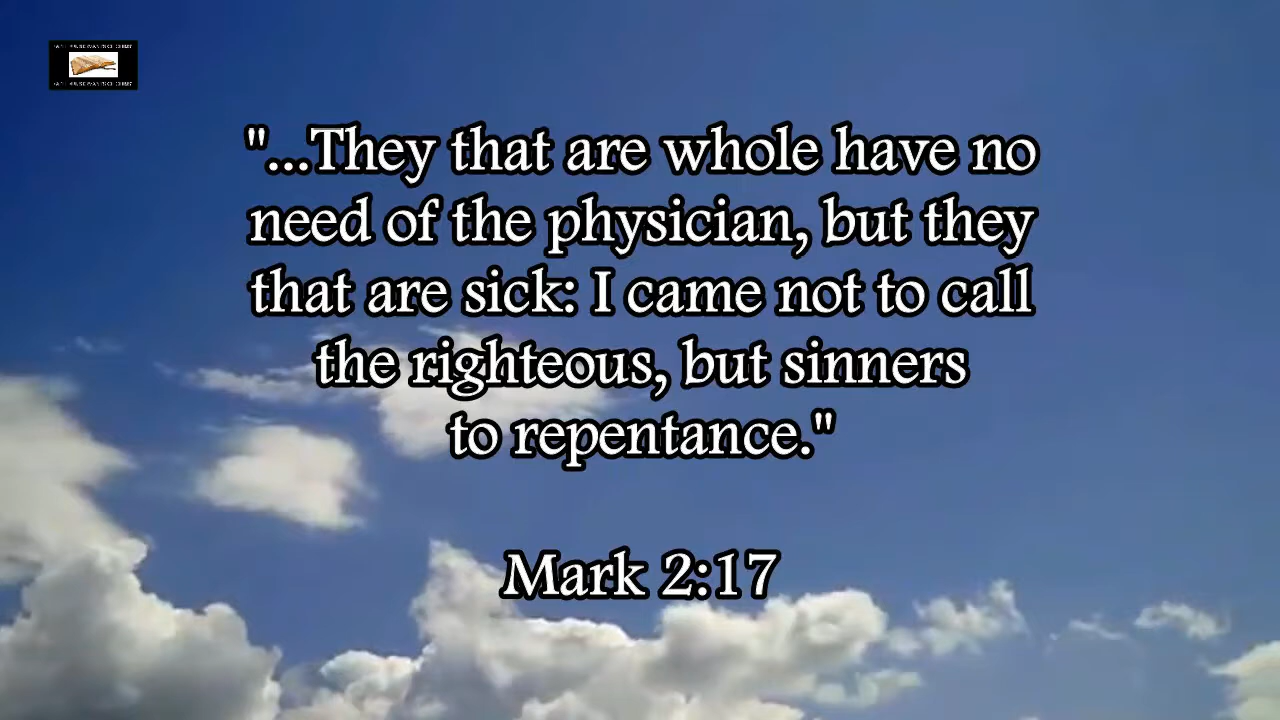 "...They that are whole have no
need of the physician, but they
that are sick: I came not to call
the righteous, but sinners
to repentance."
Mark 2:17